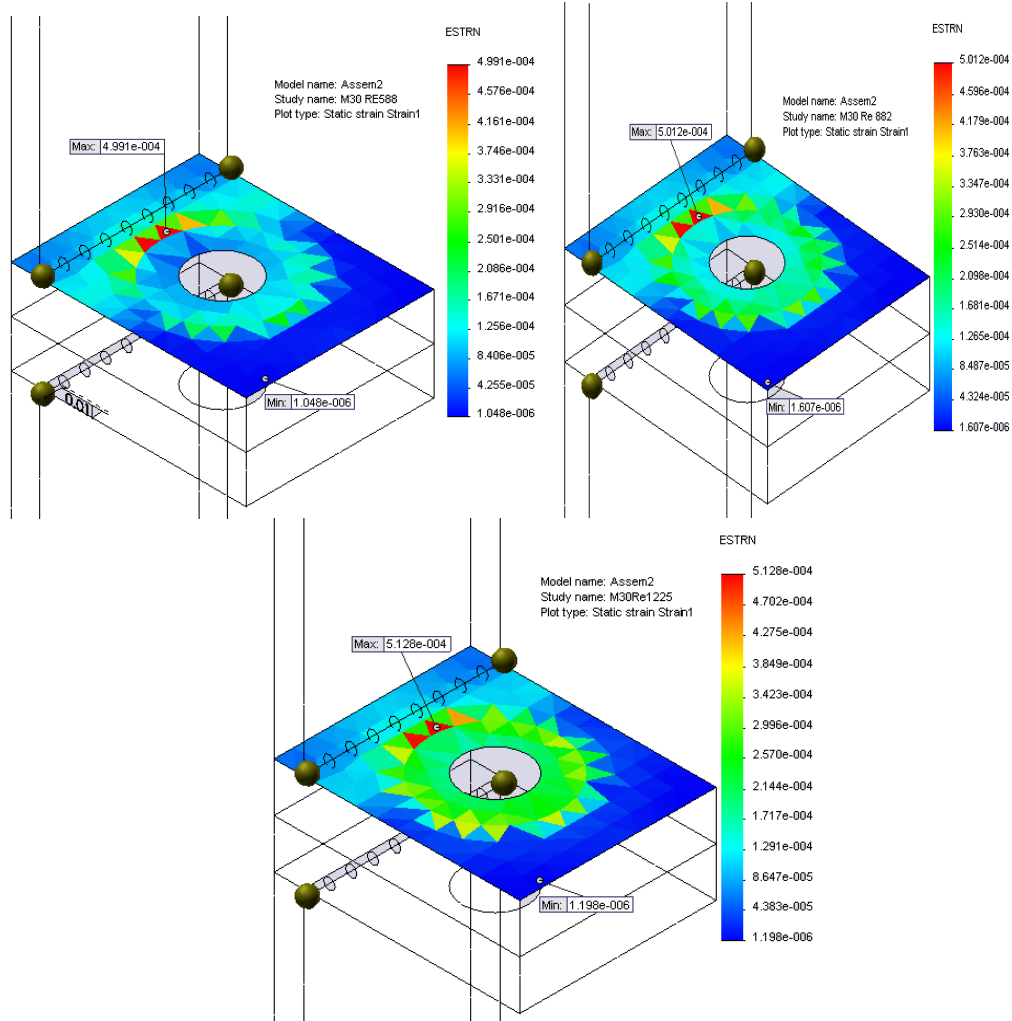 ESTRN
Model name: Assem2
Study name: M30 RE588
Plot type: Static strain Strain1
Max: 4.991e-004
4.991e-004
4.576e-004
4.161e-004
3.746e-004
3.331e-004
2.916e-004
2.501e-004
2.086e-004
1.671e-004
1.256e-004
8.406e-005
4.255e-005
1.048e-006
Min: 1.048e-006
0.01
ESTRN
Model name: Assem2
Study name: M30 Re 882
Plot type: Static strain Strain1
Max: 5.012e-004
5.012e-004
4.596e-004
4.179e-004
3.763e-004
3.347e-004
2.930e-004
2.514e-004
2.098e-004
1.681e-004
1.265e-004
8.487e-005
4.324e-005
1.607e-006
Min: 1.607e-006
ESTRN
Model name: Assem2
Study name: M30Re1225
Plot type: Static strain Strain1
Max: 5.128e-004
5.128e-004
4.702e-004
4.275e-004
3.849e-004
3.423e-004
2.996e-004
2.570e-004
2.144e-004
1.717e-004
1.291e-004
8.647e-005
4.383e-005
1.198e-006
Min: 1.198e-006